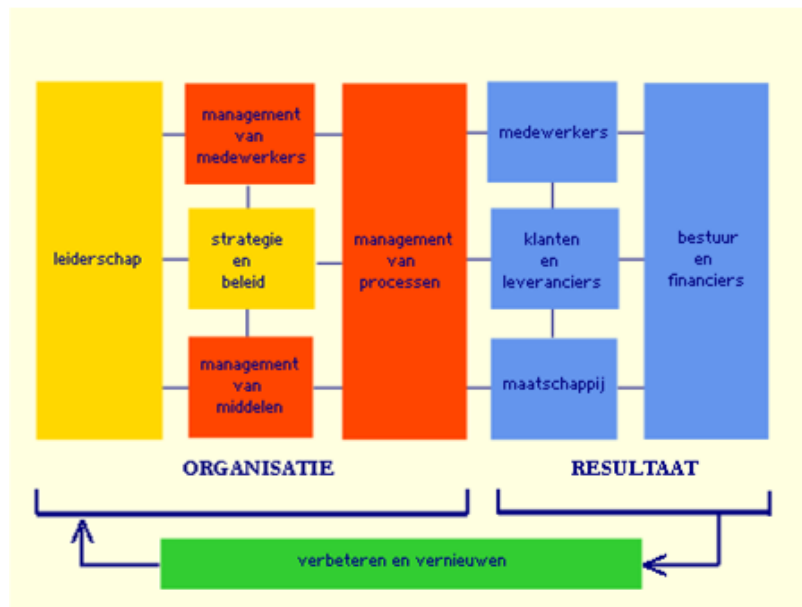 leiderschap
management
van
medewerkers
strategie
en
beleid
management
van
middelen
management
van
processen
medewerkers
klanten
en
leveranciers
maatschappij
bestuur
en
financiers
ORGANISATIE
RESULTAAT
verbeteren en vernieuwen